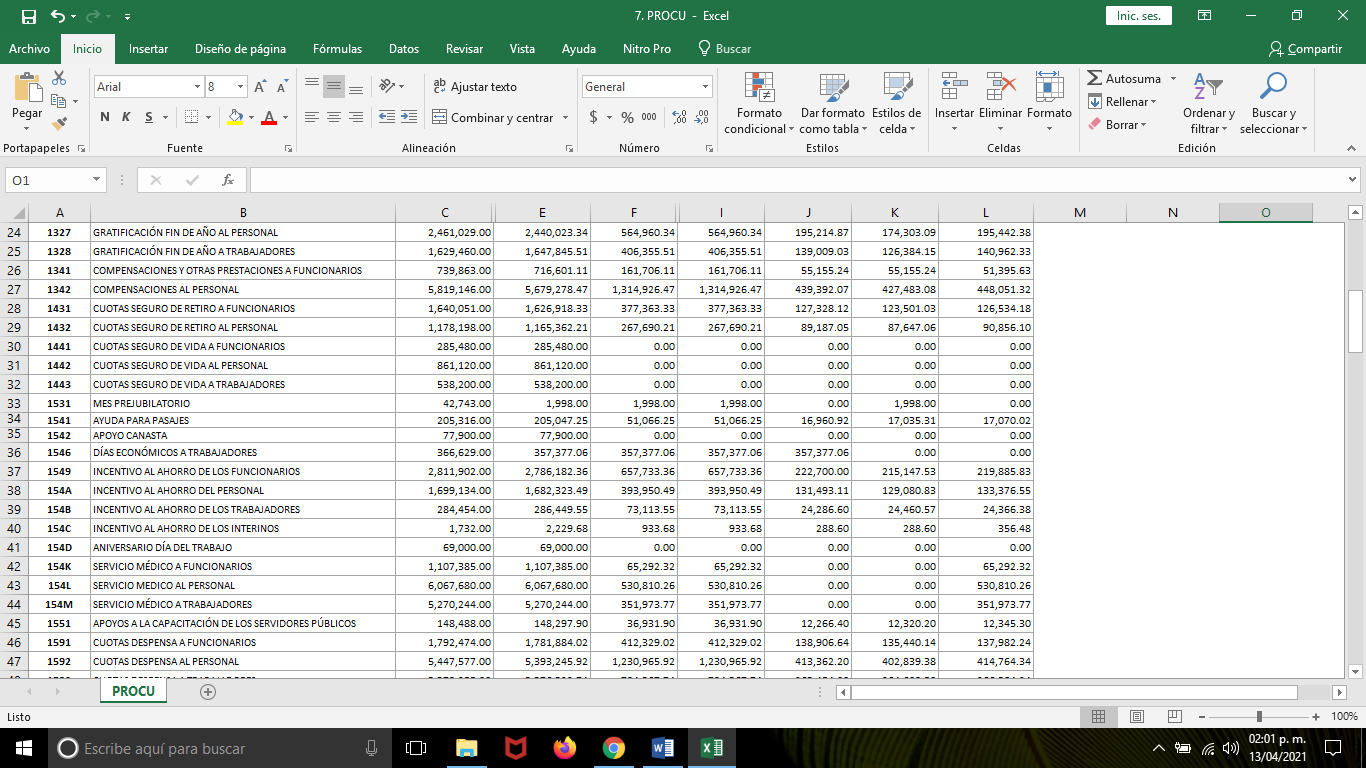 7. PROCU - Excel
Inic. ses.
Archivo Inicio Insertar Diseño de página Fórmulas Datos Revisar Vista Ayuda Nitro Pro Buscar Compartir
Pegar
Portapapeles
Arial 8
N K S
Fuente
Ajustar texto
Combinar y centrar
Alineación
General
$ % 000
Número
Formato condicional
Dar formato como tabla
Estilos de celda
Estilos
Insertar Eliminar Formato
Celdas
Autosuma
Rellenar
Borrar
Ordenar y filtrar
Buscar y seleccionar
Edición
O1 fx
A B C E F I J K L M N O
24 1327 GRATIFICACIÓN FIN DE AÑO AL PERSONAL 2,461,029.00 2,440,023.34 564,960.34 564,960.34 195,214.87 174,303.09 195,442.38
25 1328 GRATIFICACIÓN FIN DE AÑO A TRABAJADORES 1,629,460.00 1,647,845.51 406,355.51 406,355.51 139,009.03 126,384.15 140,962.33
26 1341 COMPENSACIONES Y OTRAS PRESTACIONES A FUNCIONARIOS 739,863.00 716,601.11 161,706.11 161,706.11 55,155.24 55,155.24 51,395.63
27 1342 COMPENSACIONES AL PERSONAL 5,819,146.00 5,679,278.47 1,314,926.47 1,314,926.47 439,392.07 427,483.08 448,051.32
28 1431 CUOTAS SEGURO DE RETIRO A FUNCIONARIOS 1,640,051.00 1,626,918.33 377,363.33 377,363.33 127,328.12 123,501.03 126,534.18
29 1432 CUOTAS SEGURO DE RETIRO AL PERSONAL 1,178,198.00 1,165,362.21 267,690.21 267,690.21 89,187.05 87,647.06 90,856.10
30 1441 CUOTAS SEGURO DE VIDA A FUNCIONARIOS 285,480.00 285,480.00 0.00 0.00 0.00 0.00 0.00
31 1442 CUOTAS SEGURO DE VIDA AL PERSONAL 861,120.00 861,120.00 0.00 0.00 0.00 0.00 0.00
32 1443 CUOTAS SEGURO DE VIDA A TRABAJADORES 538,200.00 538,200.00 0.00 0.00 0.00 0.00 0.00
33 1531 MES PREJUBILATORIO 42,743.00 1,998.00 1,998.00 1,998.00 0.00 1,998.00 0.00
34 1541 AYUDA PARA PASAJES 205,316.00 205,047.25 51,066.25 51,066.25 16,960.92 17,035.31 17,070.02
35 1542 APOYO CANASTA 77,900.00 77,900.00 0.00 0.00 0.00 0.00 0.00
36 1546 DÍAS ECONÓMICOS A TRABAJADORES 366,629.00 357,377.06 357,377.06 357,377.06 357,377.06 0.00 0.00
37 1549 INCENTIVO AL AHORRO DE LOS FUNCIONARIOS 2,811,902.00 2,786,182.36 657,733.36 657,733.36 222,700.00 215,147.53 219,885.83
38 154A INCENTIVO AL AHORRO DEL PERSONAL 1,699,134.00 1,682,323.49 393,950.49 393,950.49 131,493.11 129,080.83 133,376.55
39 154B INCENTIVO AL AHORRO DE LOS TRABAJADORES 284,454.00 286,449.55 73,113.55 73,113.55 24,286.60 24,460.57 24,366.38
40 154C INCENTIVO AL AHORRO DE LOS INTERINOS 1,732.00 2,229.68 933.68 933.68 288.60 288.60 356.48
41 154D ANIVERSARIO DÍA DEL TRABAJO 69,000.00 69,000.00 0.00 0.00 0.00 0.00 0.00
42 154K SERVICIO MÉDICO A FUNCIONARIOS 1,107,385.00 1,107,385.00 65,292.32 65,292.32 0.00 0.00 65,292.32
43 154L SERVICIO MEDICO AL PERSONAL 6,067,680.00 6,067,680.00 530,810.26 530,810.26 0.00 0.00 530,810.26
44 154M SERVICIO MÉDICO A TRABAJADORES 5,270,244.00 5,270,244.00 351,973.77 351,973.77 0.00 0.00 351,973.77
45 1551 APOYOS A LA CAPACITACIÓN DE LOS SERVIDORES PÚBLICOS 148,488.00 148,297.90 36,931.90 36,931.90 12,266.40 12,320.20 12,345.30
46 1591 CUOTAS DESPENSA A FUNCIONARIOS 1,792,474.00 1,781,884.02 412,329.02 412,329.02 138,906.64 135,440.14 137,982.24
47 1592 CUOTAS DESPENSA AL PERSONAL 5,447,577.00 5,393,245.92 1,230,965.92 1,230,965.92 413,362.20 402,839.38 414,764.34
PROCU
Listo 100%
Escribe aquí para buscar
02:01 p. m.
13/04/2021